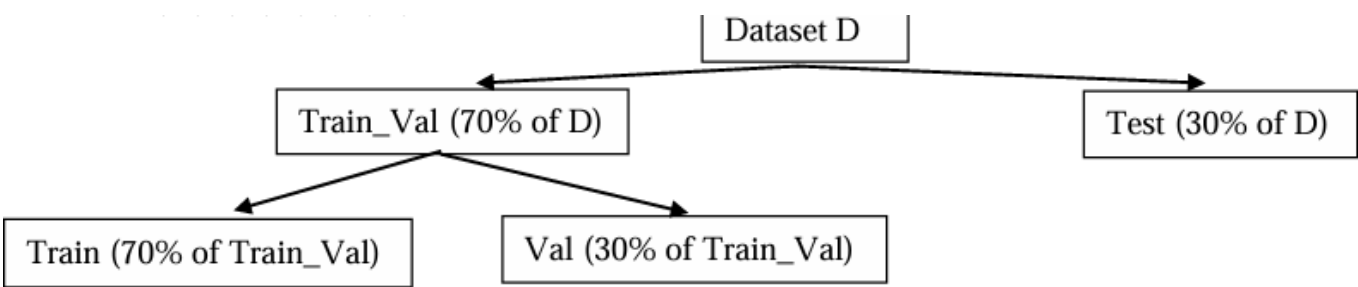 Dataset D
Train_Val (70% of D)
Test (30% of D)
Train (70% of Train_Val)
Val (30% of Train_Val)